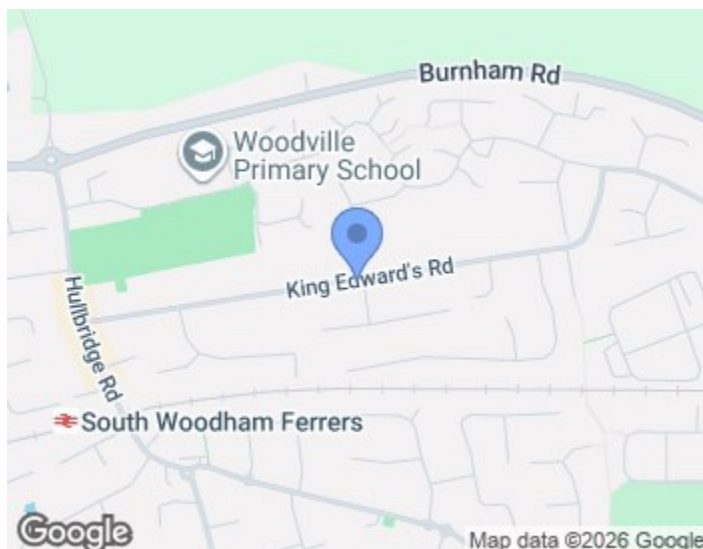 Burnham Rd
Woodville
Primary School
King Edward's Rd
Hullbridge Rd
South Woodham Ferrers
Google
Map data ©2026 Google